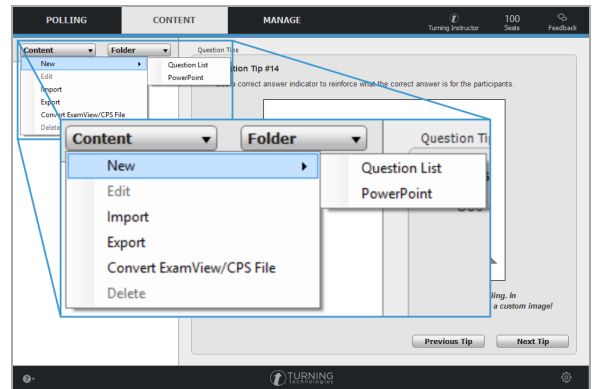 POLLING CONTENT MANAGE
Turning Instructor
100
Seats
Feedback
Content Folder
New
Edit
Import
Export
Convert ExamView/CPS File
Delete
Question List
PowerPoint
Question Tips
tion Tip #14
a correct answer indicator to reinforce what the correct answer is for the participants.
Content Folder
Question Ti
New
Edit
Import
Export
Convert ExamView/CPS File
Delete
Question List
PowerPoint
ling. In
a custom image!
Previous Tip Next Tip
TURNING
technologies